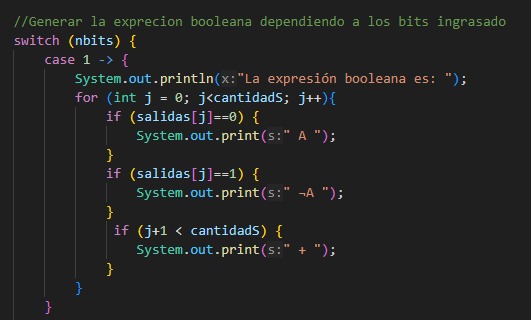 //Generar la exprecion booleana dependiendo a los bits ingrasado
switch (nbits) {
case 1 -> {
System.out.println(x:"La expresión booleana es: ");
for (int j = 0; j<cantidadS; j++){
if (salidas[j]==0) {
System.out.print(s:" A ");
}
if (salidas[j]==1) {
System.out.print(s:" ¬A ");
}
if (j+1 < cantidadS) {
System.out.print(s:" + ");
}
}
}